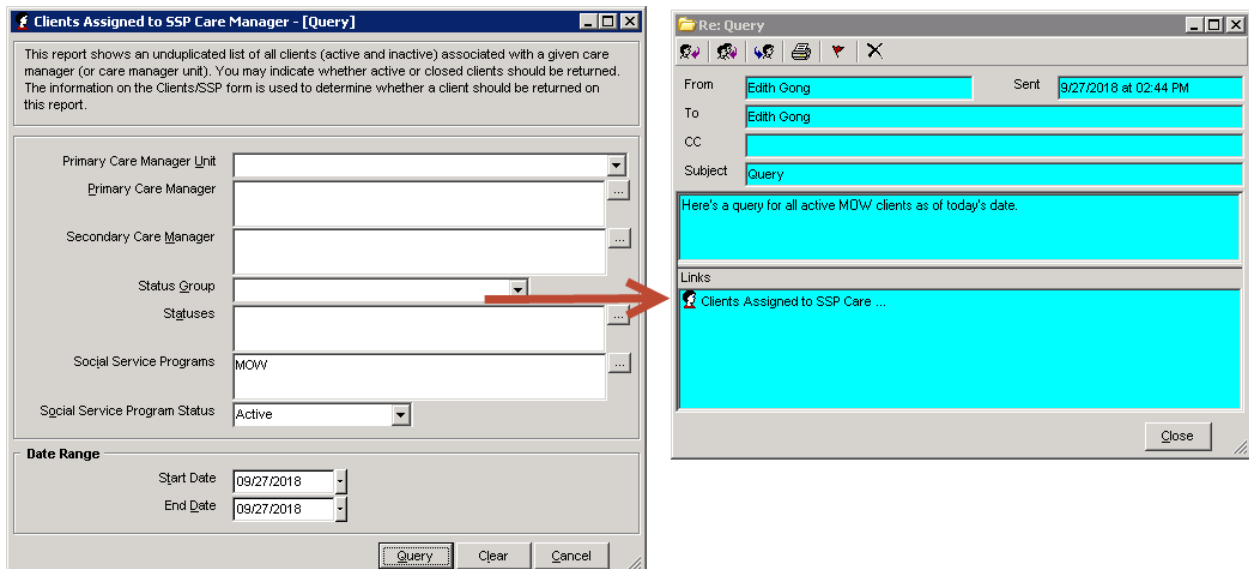 Clients Assigned to SSP Care Manager - [Query]
This report shows an unduplicated list of all clients (active and inactive) associated with a given care
manager (or care manager unit). You may indicate whether active or closed clients should be returned.
The information on the Clients/SSP form is used to determine whether a client should be returned on
this report.
Primary Care Manager Unit
Primary Care Manager
...
Secondary Care Manager
...
Status Group
Statuses
...
Social Service Programs MOW
...
Social Service Program Status Active
Date Range
Start Date 09/27/2018
End Date 09/27/2018
Query Clear Cancel
Re: Query
From Edith Gong Sent 9/27/2018 at 02:44 PM
To Edith Gong
CC
Subject Query
Here's a query for all active MOW clients as of today's date.
Links
Clients Assigned to SSP Care ...
Close